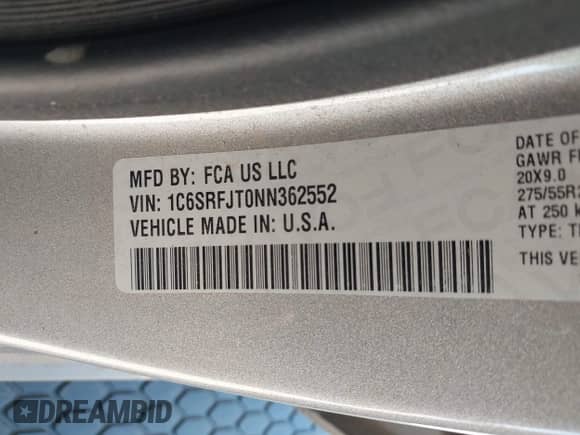 MFD BY: FCA US LLC
VIN: 1C6SRFJT0NN362552
VEHICLE MADE IN: U.S.A.
DATE OF
GAWR
20X9.0
275/55R
AT 250
TYPE:
THIS VE
DREAMBID